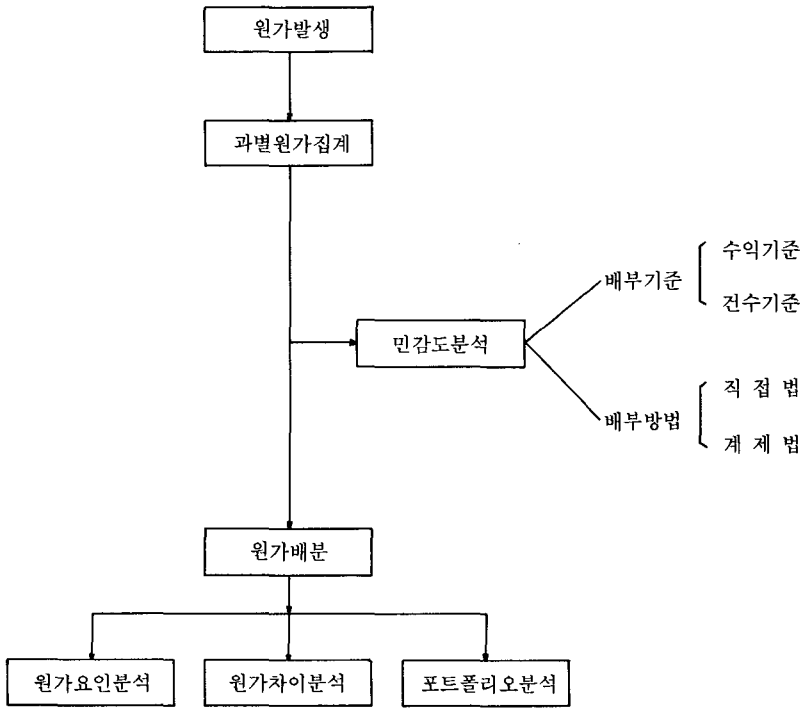 원가발생
과별원가집계
수익기준
배부기준
건수기준
민감도분석
직 접 법
배부방법
계 제 법
원가배분
원가요인분석
원가차이분석
포트폴리오분석